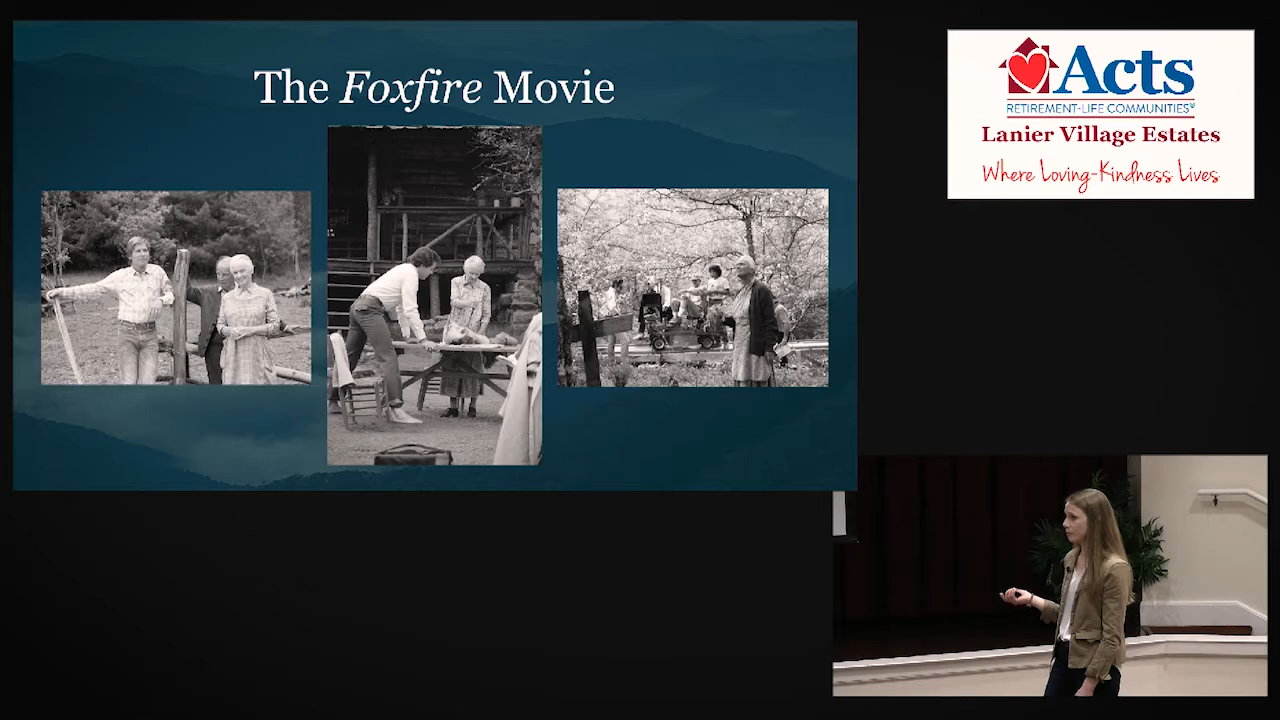 The Foxfire Movie
Acts
RETIREMENT-LIFE COMMUNITIES®
Lanier Village Estates
Where Loving-Kindness Lives